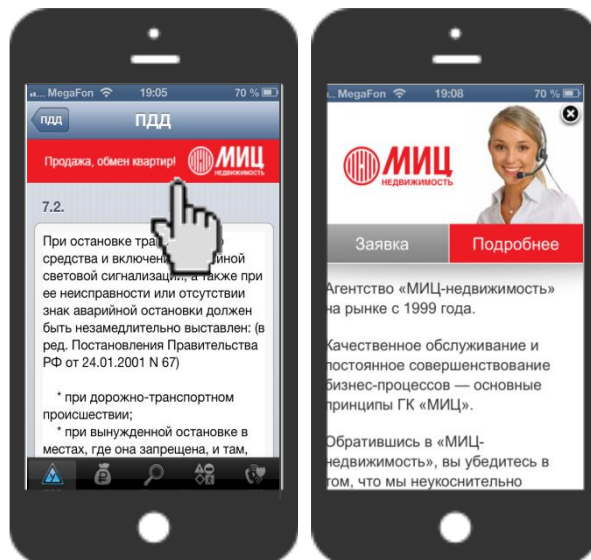 MegaFon 19:05 70 %
ПДД
ПДД
Продажа, обмен квартир!
МИЦ
НЕДВИЖИМОСТЬ
7.2.
При остановке
средства и
световой сигнализации, а также при
ее неисправности или отсутствии
знак аварийной остановки должен
быть незамедлительно выставлен: (в
ред. Постановления Правительства
РФ от 24.01.2001 N 67)
* при дорожно-транспортном
происшествии;
* при вынужденной остановке в
местах, где она запрещена, и там,
MegaFon 19:08 70 %
МИЦ
НЕДВИЖИМОСТЬ
Заявка
Подробнее
Агентство «МИЦ-недвижимость»
на рынке с 1999 года.
Качественное обслуживание и
постоянное совершенствование
бизнес-процессов — основные
принципы ГК «МИЦ».
Обратившись в «МИЦ-
недвижимость», вы убедитесь в
том, что мы неукоснительно